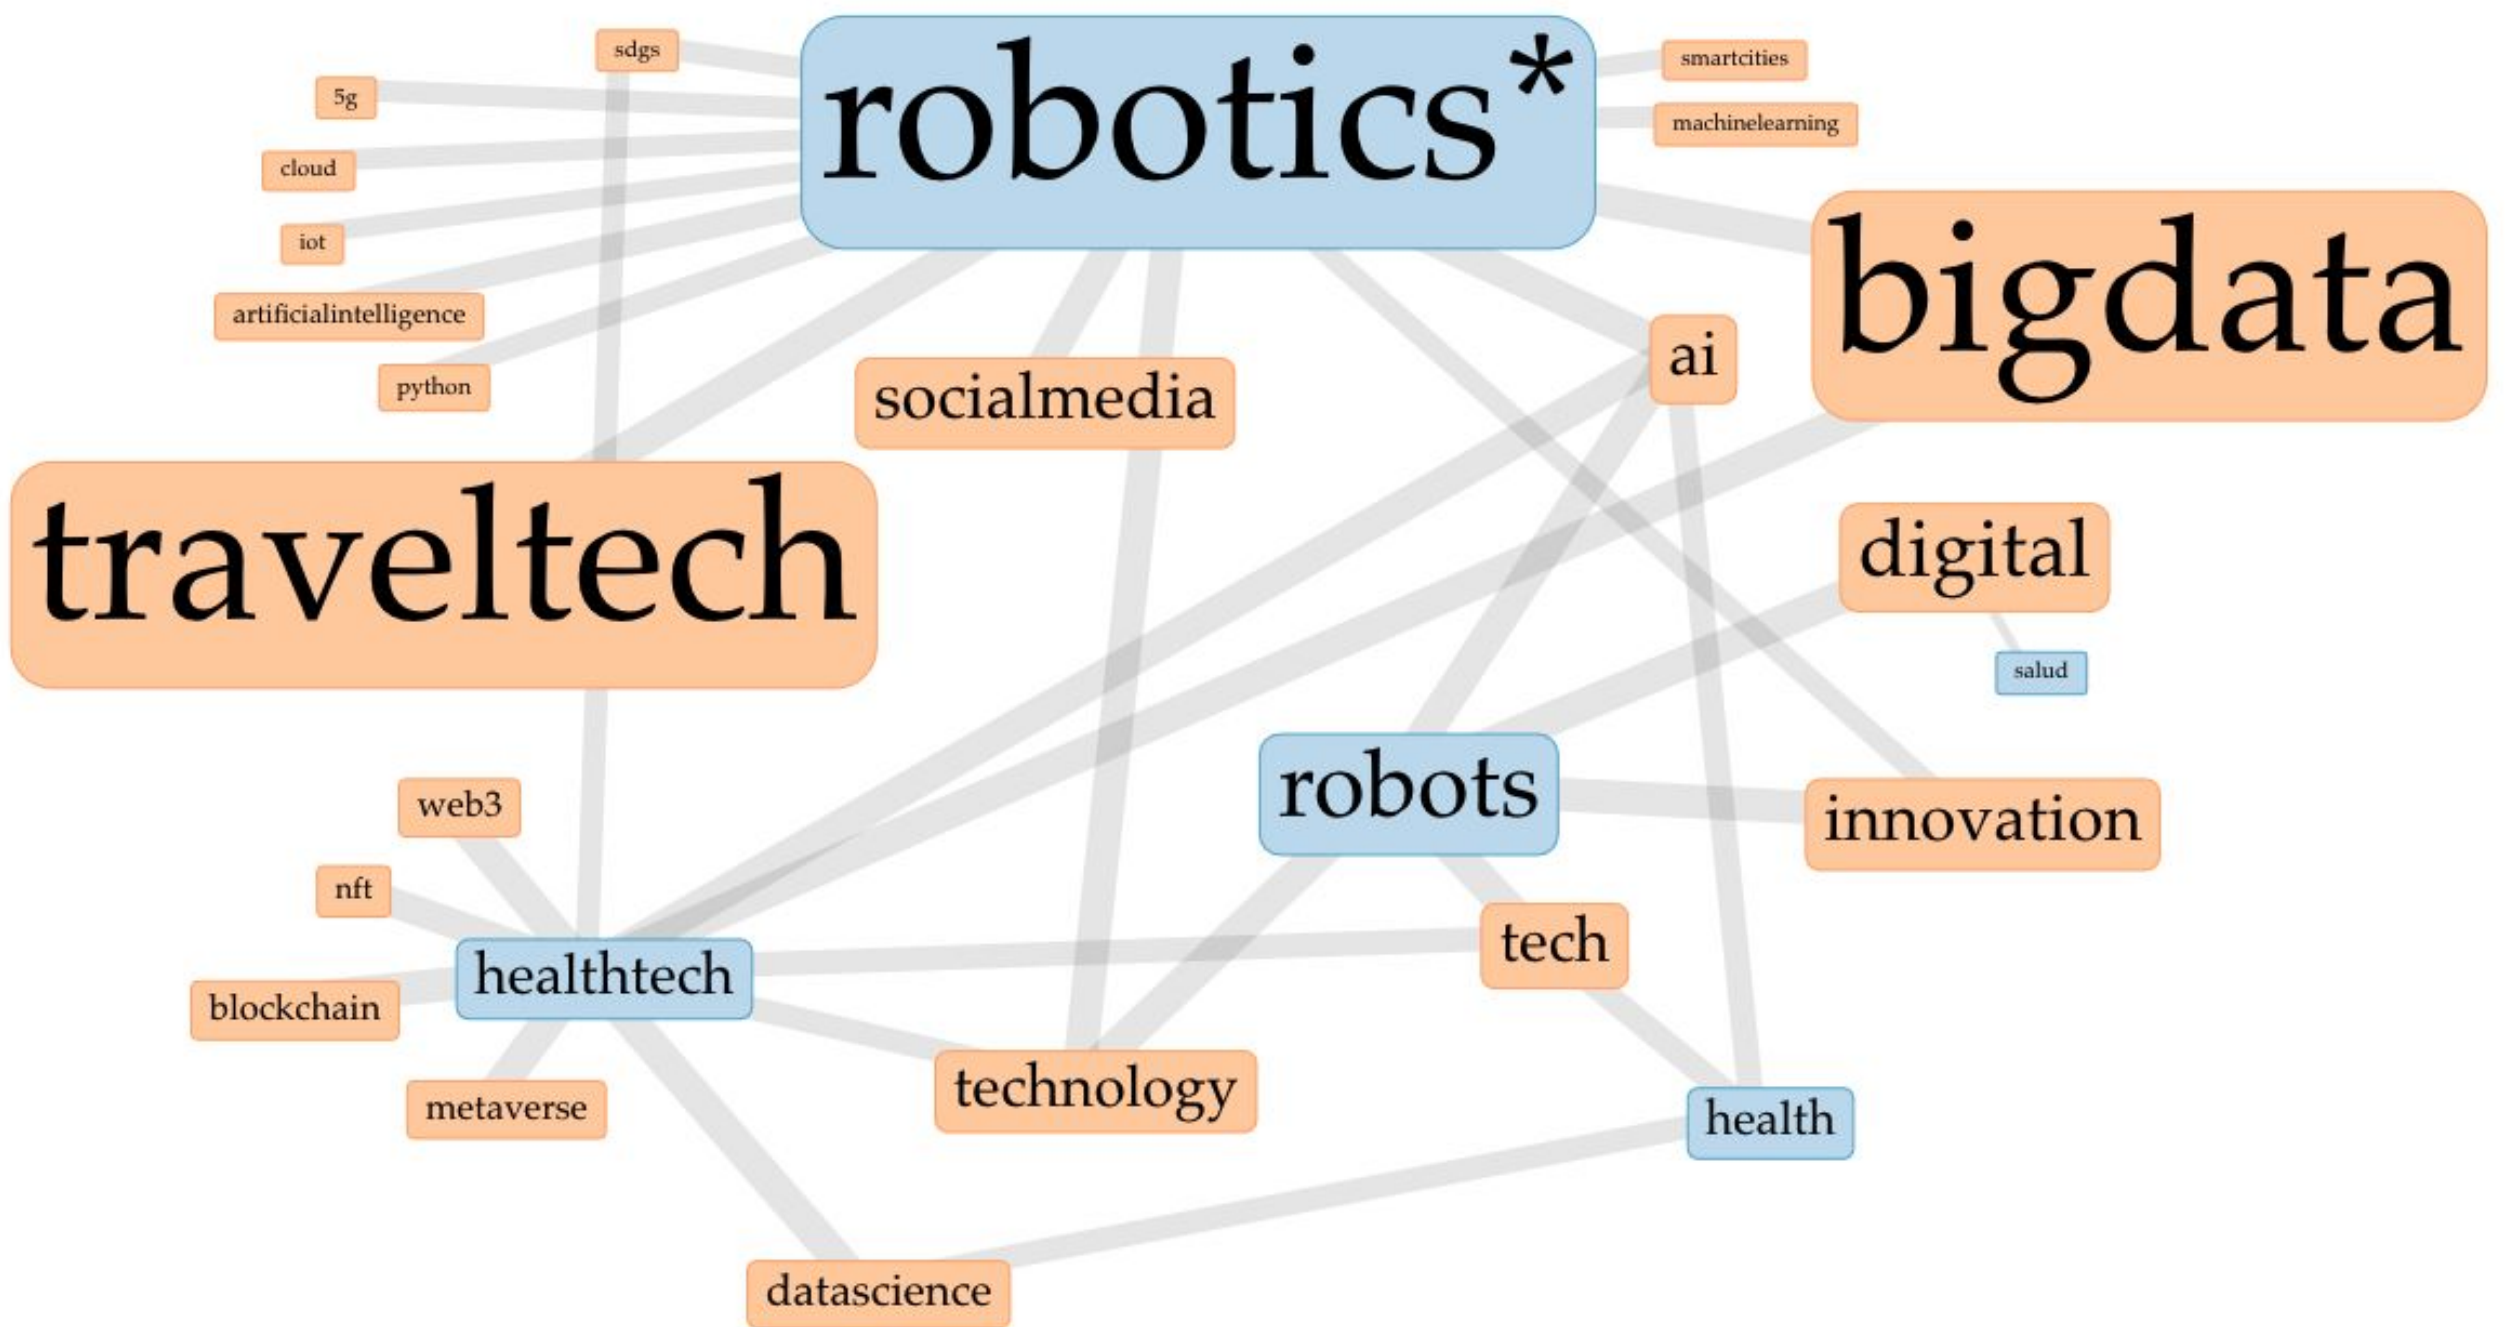 sdgs
robotics*
smartcities
5g
machinelearning
cloud
iot
bigdata
artificialintelligence
ai
python
socialmedia
traveltech
digital
salud
robots
web3
innovation
nft
tech
healthtech
blockchain
technology
metaverse
health
datascience